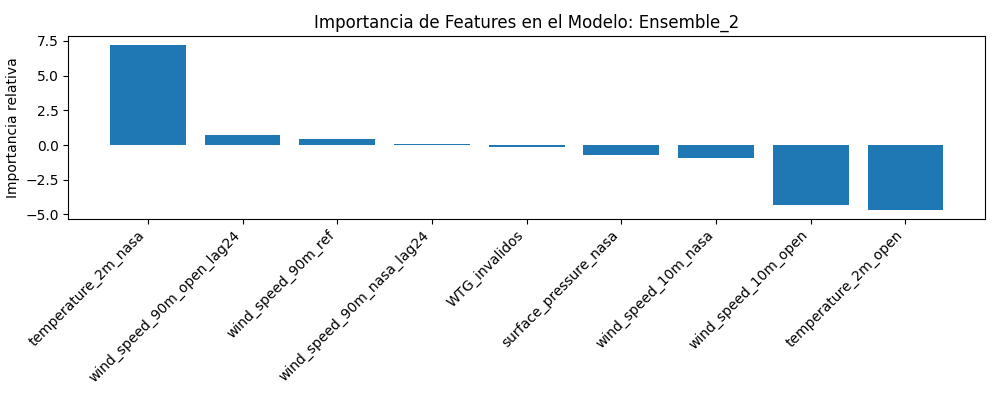 Importancia de Features en el Modelo: Ensemble_2
Importancia relativa
7.5
5.0
2.5
0.0
−2.5
−5.0
temperature_2m_nasa
wind_speed_90m_open_lag24
wind_speed_90m_ref
wind_speed_90m_nasa_lag24
WTG_invalidos
surface_pressure_nasa
wind_speed_10m_nasa
wind_speed_10m_open
temperature_2m_open